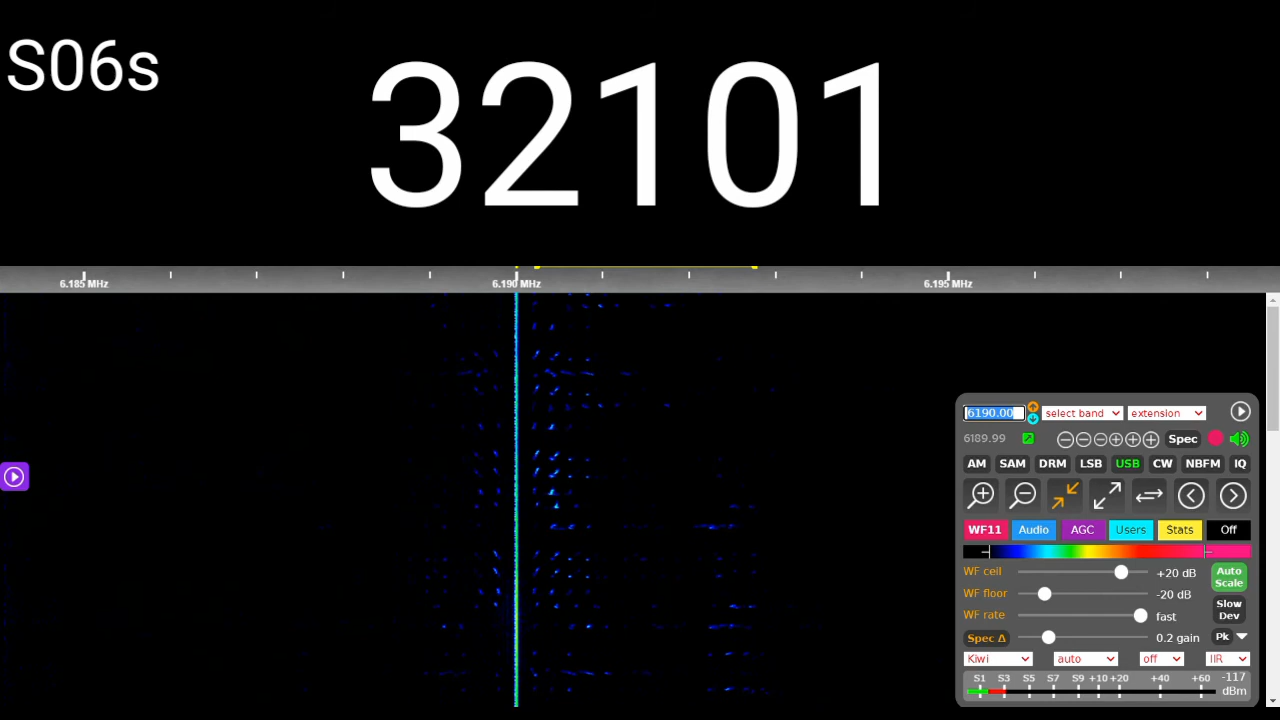 S06s
32101
6.185 MHz 6.190 MHz 6.195 MHz
6190.00 select band extension
6189.99 Spec
AM SAM DRM LSB USB CW NBFM IQ
WF11 Audio AGC Users Stats Off
WF ceil +20 dB Auto Scale
WF floor -20 dB
WF rate fast Slow Dev
Spec Δ 0.2 gain Pk
Kiwi auto off IIR
S1 S3 S5 S7 S9 +10 +20 +40 +60 -117 dBm